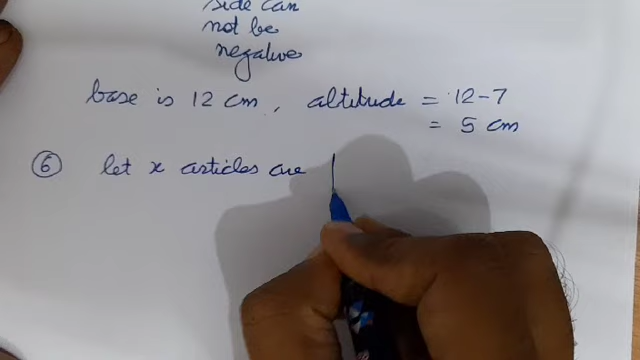 side can
not be
negative
base is 12 cm, altitude = 12-7
= 5 cm
6 let x articles are